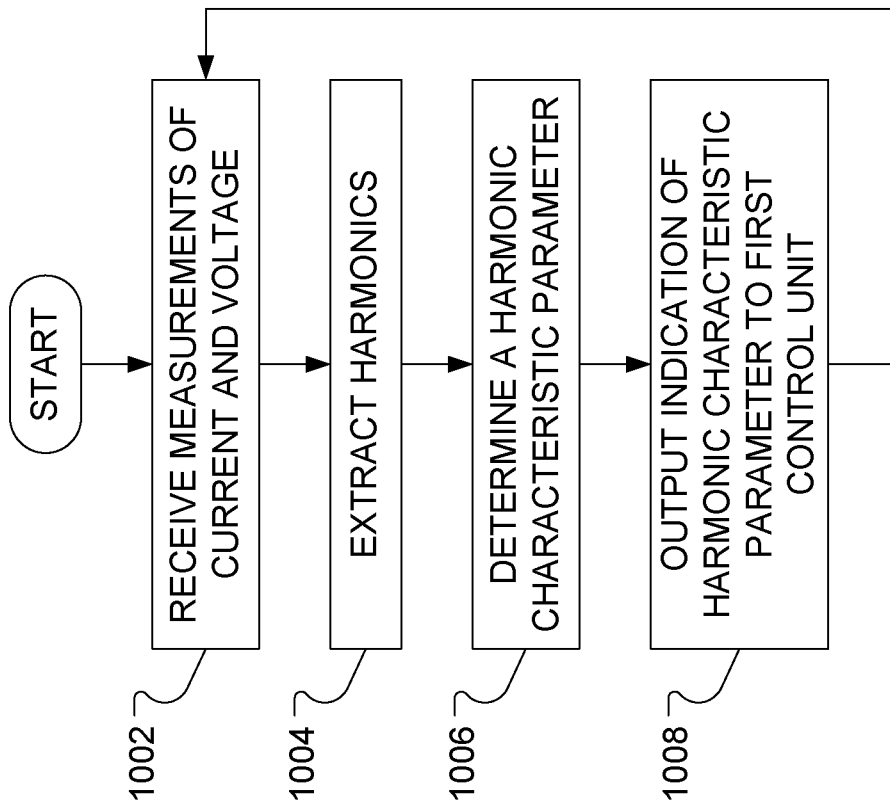 START
1002
RECEIVE MEASUREMENTS OF
CURRENT AND VOLTAGE
1004
EXTRACT HARMONICS
1006
DETERMINE A HARMONIC
CHARACTERISTIC PARAMETER
1008
OUTPUT INDICATION OF
HARMONIC CHARACTERISTIC
PARAMETER TO FIRST
CONTROL UNIT